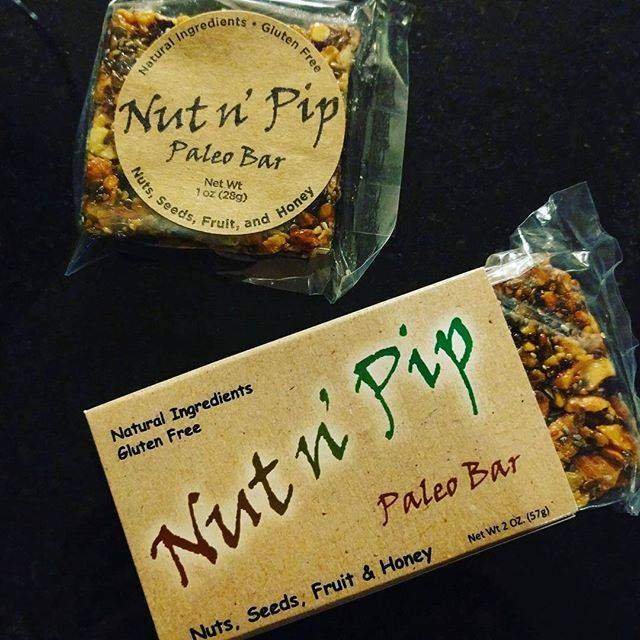 Natural Ingredients • Gluten Free
Nut n' Pip
Paleo Bar
Net Wt
1 oz (28g)
Nuts, Seeds, Fruit, and Honey
Natural Ingredients
Gluten Free
Nut n' Pip
Paleo Bar
Net Wt 2 OZ. (57g)
Nuts, Seeds, Fruit & Honey